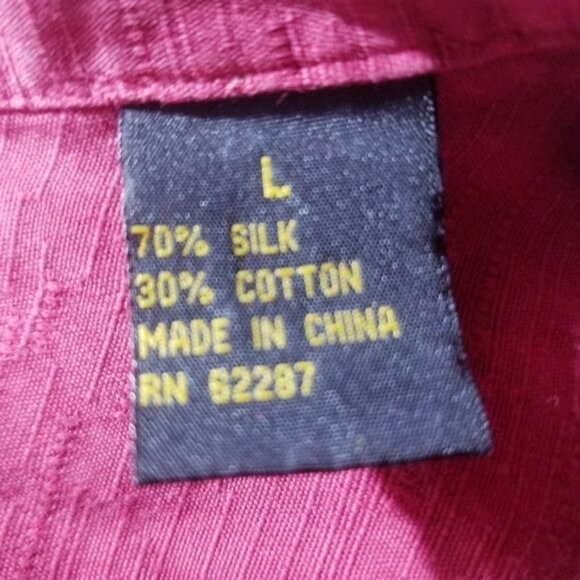 L
70% SILK
30% COTTON
MADE IN CHINA
RN 62287